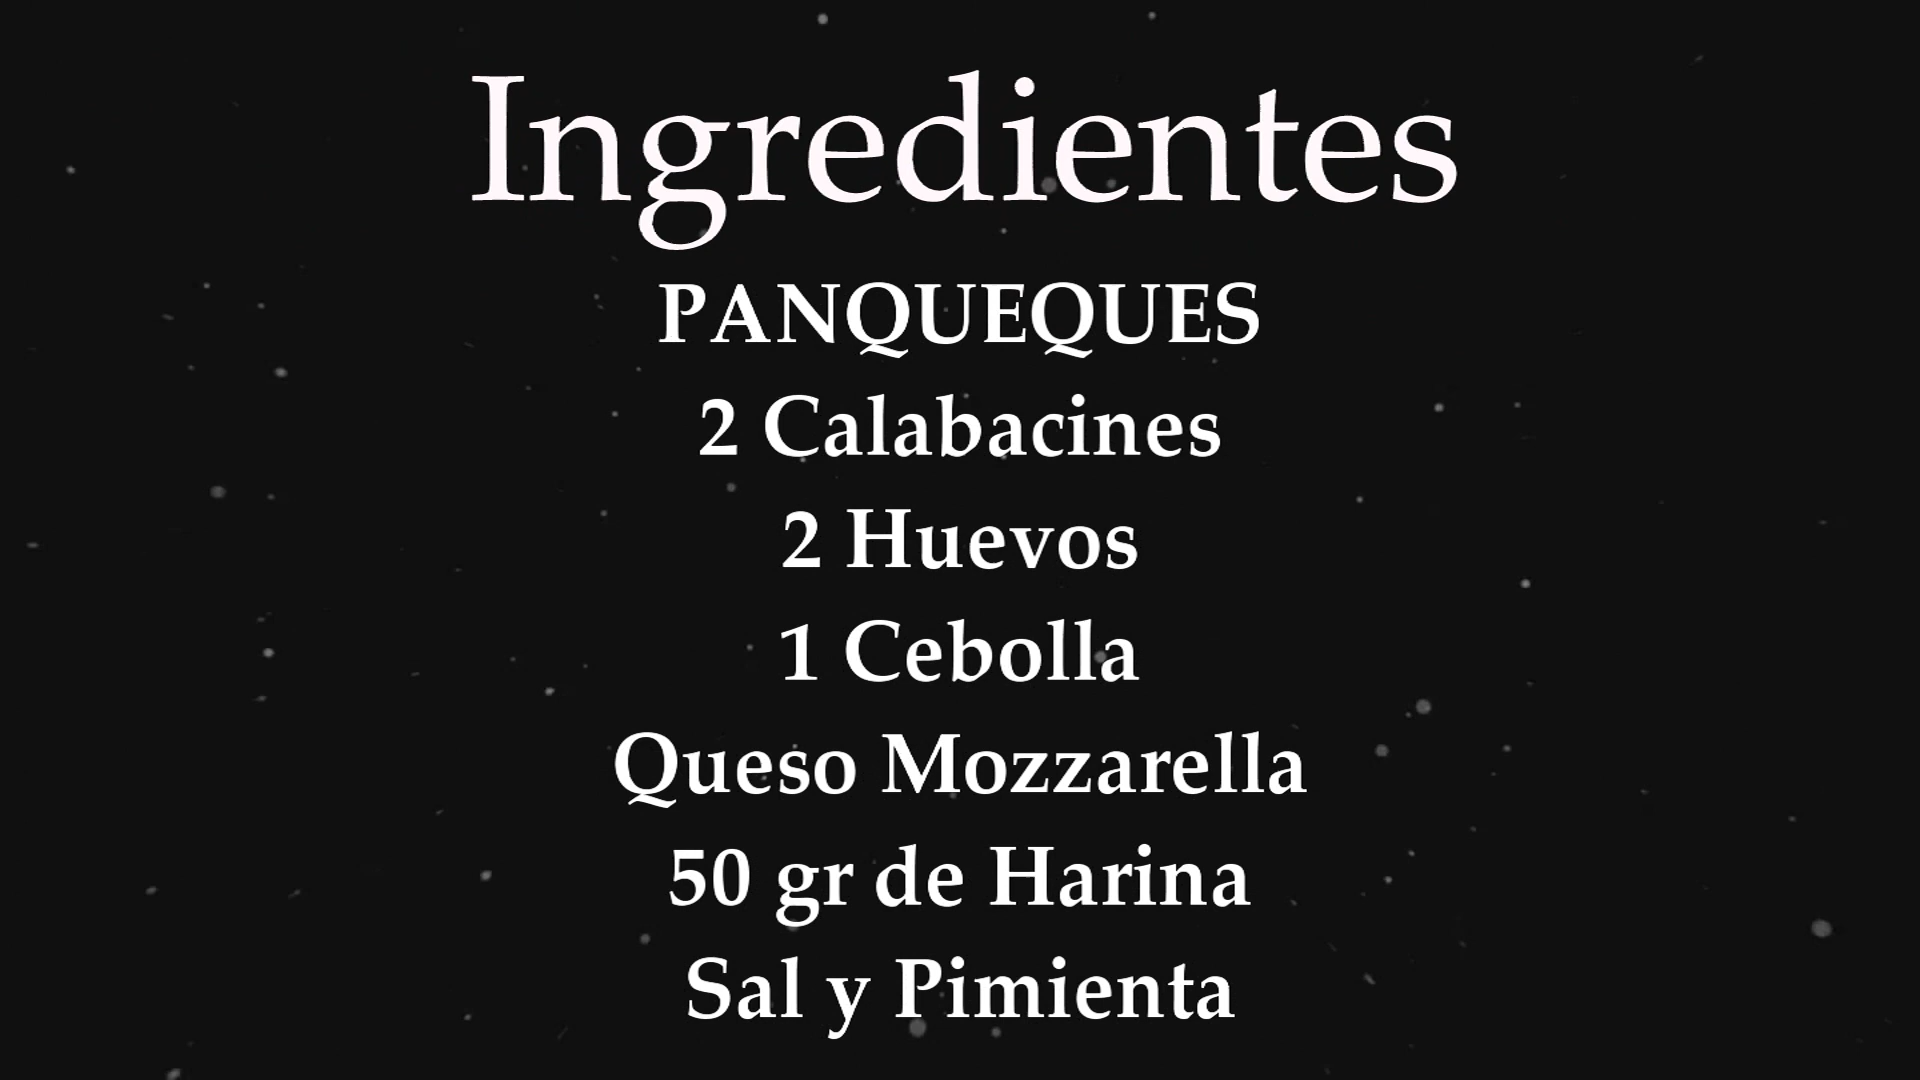 Ingredientes
PANQUEQUES
2 Calabacines
2 Huevos
1 Cebolla
Queso Mozzarella
50 gr de Harina
Sal y Pimienta